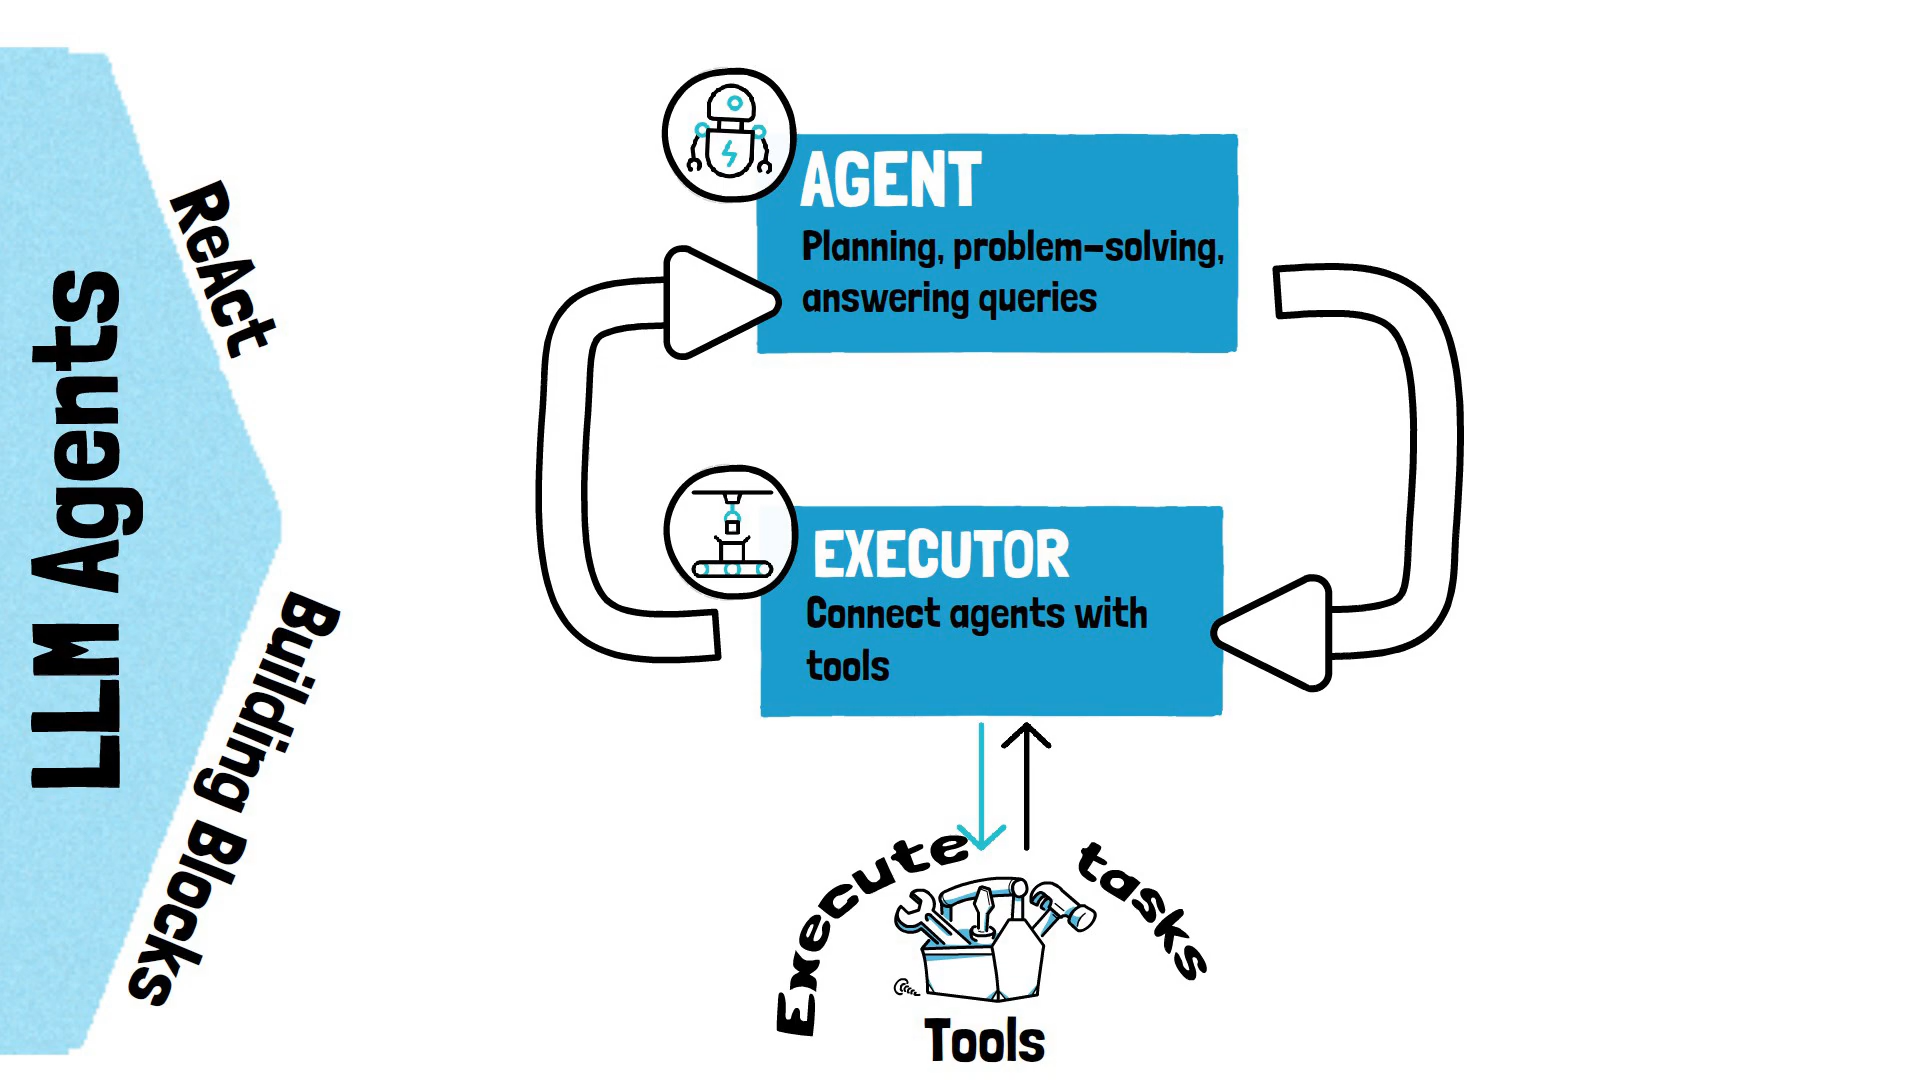 LLM Agents
ReAct
Building Blocks
AGENT
Planning, problem-solving,
answering queries
EXECUTOR
Connect agents with
tools
Execute tasks
Tools